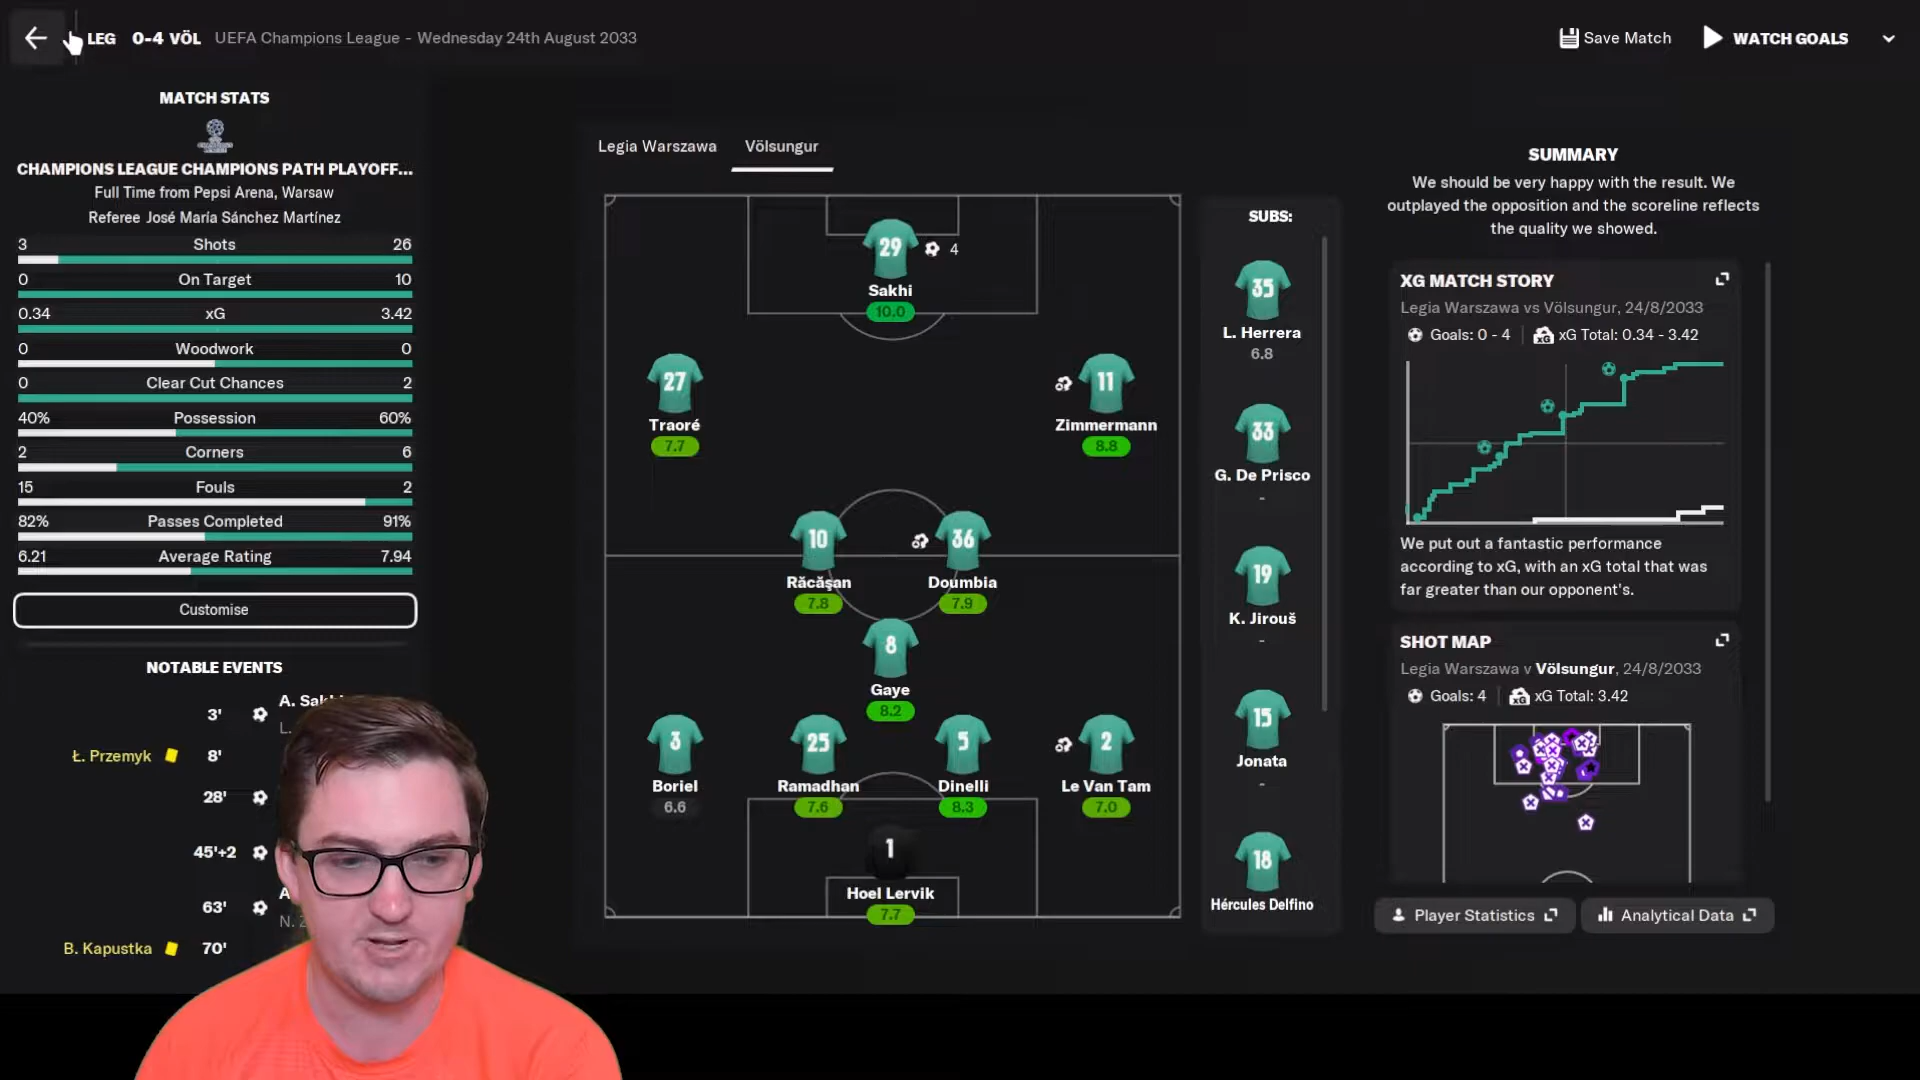 LEG 0-4 VÖL UEFA Champions League - Wednesday 24th August 2033
Save Match
WATCH GOALS
MATCH STATS
CHAMPIONS LEAGUE CHAMPIONS PATH PLAYOFF...
Full Time from Pepsi Arena, Warsaw
Referee José María Sánchez Martínez
3 Shots 26
0 On Target 10
0.34 xG 3.42
0 Woodwork 0
0 Clear Cut Chances 2
40% Possession 60%
2 Corners 6
15 Fouls 2
82% Passes Completed 91%
6.21 Average Rating 7.94
Customise
NOTABLE EVENTS
3' A.
L.
Ł. Przemyk 8'
28'
45'+2
63'
N.
B. Kapustka 70'
Legia Warszawa Völsungur
29 4
Sakhi
10.0
27
Traoré
7.7
11
Zimmermann
8.8
10
Răcăşan
7.8
36
Doumbia
7.9
8
Gaye
8.2
3
Boriel
6.6
25
Ramadhan
7.6
5
Dinelli
8.3
2
Le Van Tam
7.0
1
Hoel Lervik
7.7
SUBS:
35
L. Herrera
6.8
33
G. De Prisco
-
19
K. Jirouš
-
15
Jonata
-
18
Hércules Delfino
SUMMARY
We should be very happy with the result. We
outplayed the opposition and the scoreline reflects
the quality we showed.
XG MATCH STORY
Legia Warszawa vs Völsungur, 24/8/2033
Goals: 0 - 4 xG xG Total: 0.34 - 3.42
We put out a fantastic performance
according to xG, with an xG total that was
far greater than our opponent's.
SHOT MAP
Legia Warszawa v Völsungur, 24/8/2033
Goals: 4 xG xG Total: 3.42
Player Statistics
Analytical Data